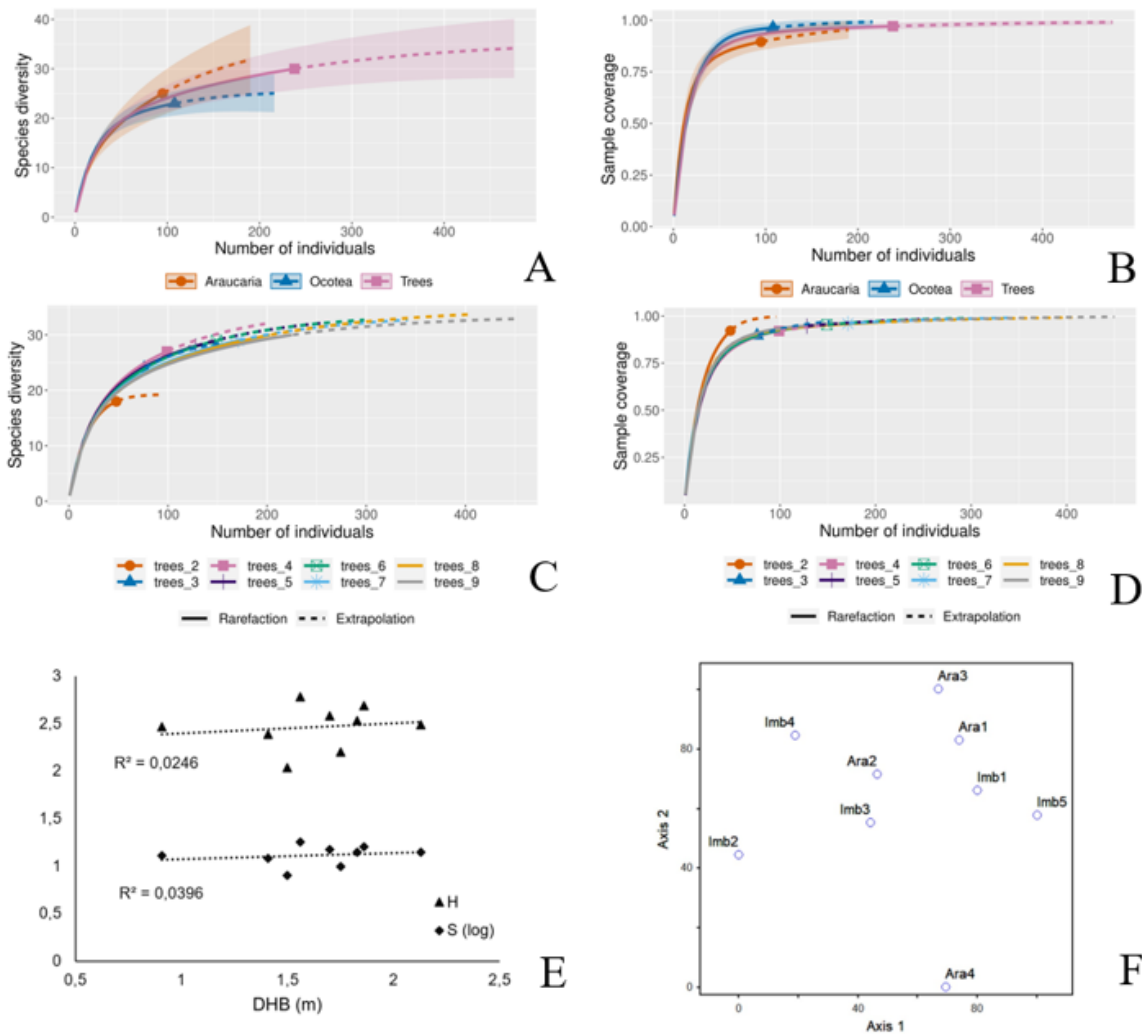 Species diversity
40
30
20
10
0
0 100 200 300 400
Number of individuals
Araucaria Ocotea Trees
A
Sample coverage
1.00
0.75
0.50
0.25
0.00
0 100 200 300 400
Number of individuals
Araucaria Ocotea Trees
B
Species diversity
30
20
10
0
0 100 200 300 400
Number of individuals
trees_2 trees_4 trees_6 trees_8
trees_3 trees_5 trees_7 trees_9
Rarefaction Extrapolation
C
Sample coverage
1.00
0.75
0.50
0.25
0 100 200 300 400
Number of individuals
trees_2 trees_4 trees_6 trees_8
trees_3 trees_5 trees_7 trees_9
Rarefaction Extrapolation
D
3
2,5
2
1,5
1
0,5
0
R² = 0,0246
R² = 0,0396
H
S (log)
0,5 1 1,5 2 2,5
DHB (m)
E
Axis 2
80
40
0
Ara3
Imb4
Ara1
Ara2
Imb1
Imb3
Imb5
Imb2
Ara4
0 40 80
Axis 1
F